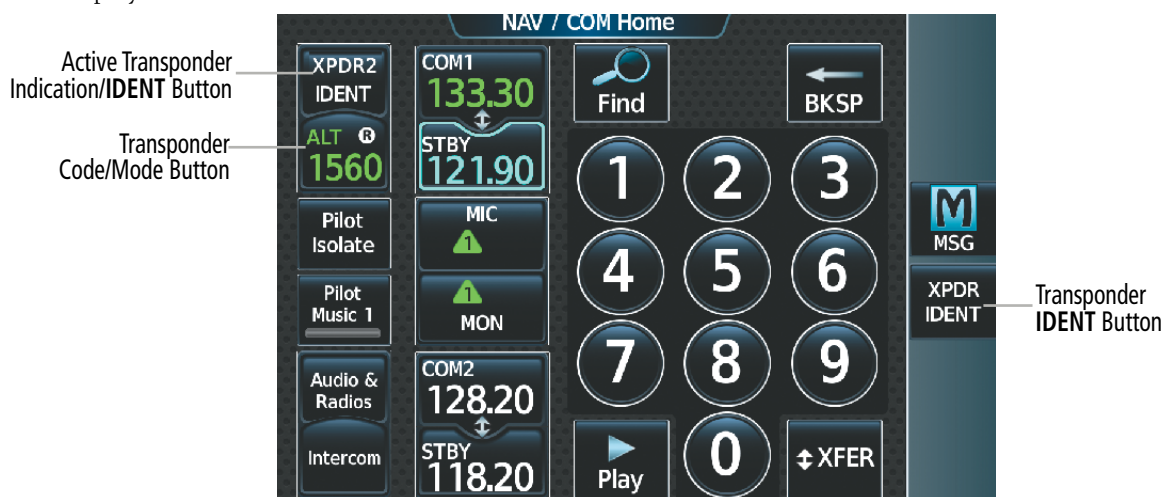 NAV / COM Home
Active Transponder
Indication/IDENT Button
Transponder
Code/Mode Button
XPDR2
IDENT
ALT R
1560
Pilot
Isolate
Pilot
Music 1
Audio &
Radios
Intercom
COM1
133.30
STBY
121.90
MIC
1
1
MON
COM2
128.20
STBY
118.20
Find
BKSP
1 2 3
4 5 6
7 8 9
Play
0
XFER
M
MSG
XPDR
IDENT
Transponder
IDENT Button